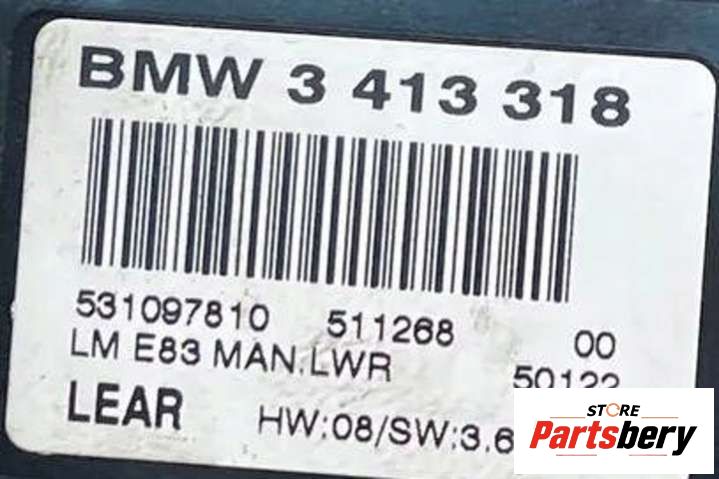 BMW 3 413 318
531097810 511268 00
LM E83 MAN.LWR 50122
LEAR HW:08/SW:3.6
STORE
Partsbery